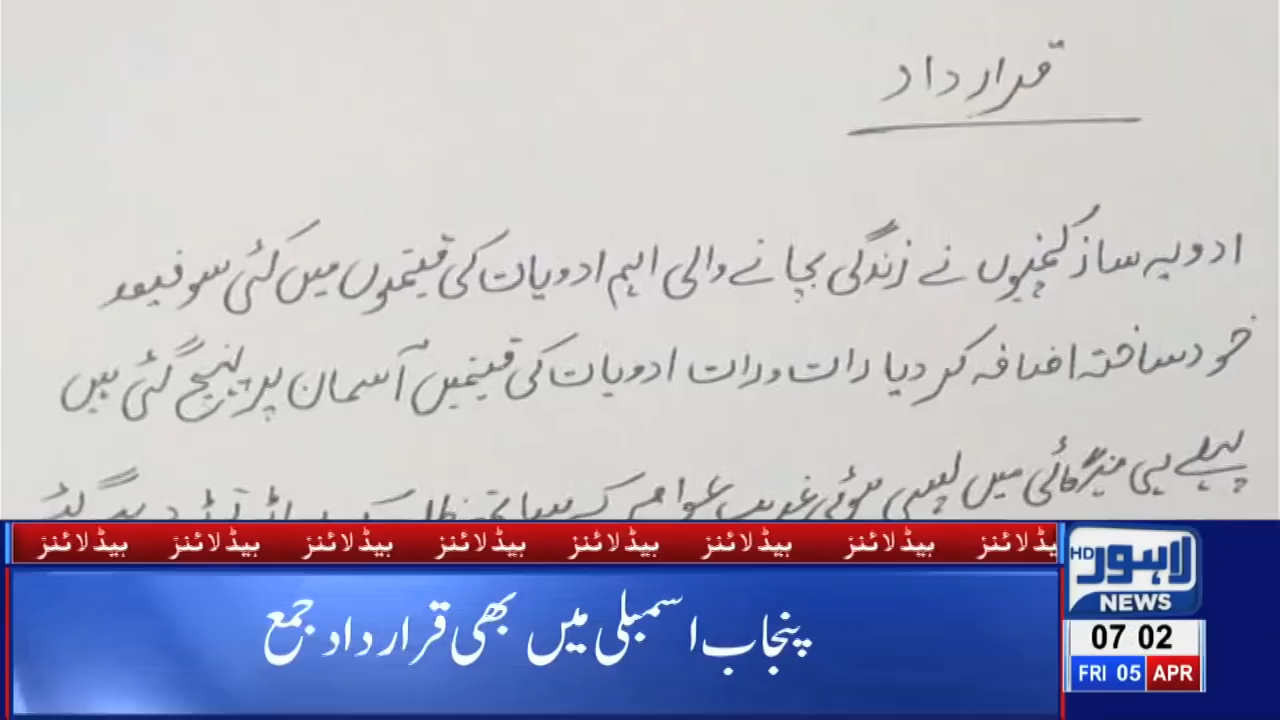 قرارداد
ادویہ ساز کمپنیوں نے زندگی بچانے والی اہم ادویات کی قیمتوں میں کئی سو فیصد
خود ساختہ اضافہ کر دیا رات و رات ادویات کی قیمتیں آسمان پر پہنچ گئی ہیں
پہلے ہی مہنگائی میں پسی ہوئی غریب عوام کے ساتھ
ہیڈلائنز ہیڈلائنز ہیڈلائنز ہیڈلائنز ہیڈلائنز ہیڈلائنز ہیڈلائنز ہیڈلائنز
پنجاب اسمبلی میں بھی قرارداد جمع
لاہور HD
NEWS
07 02
FRI 05 APR